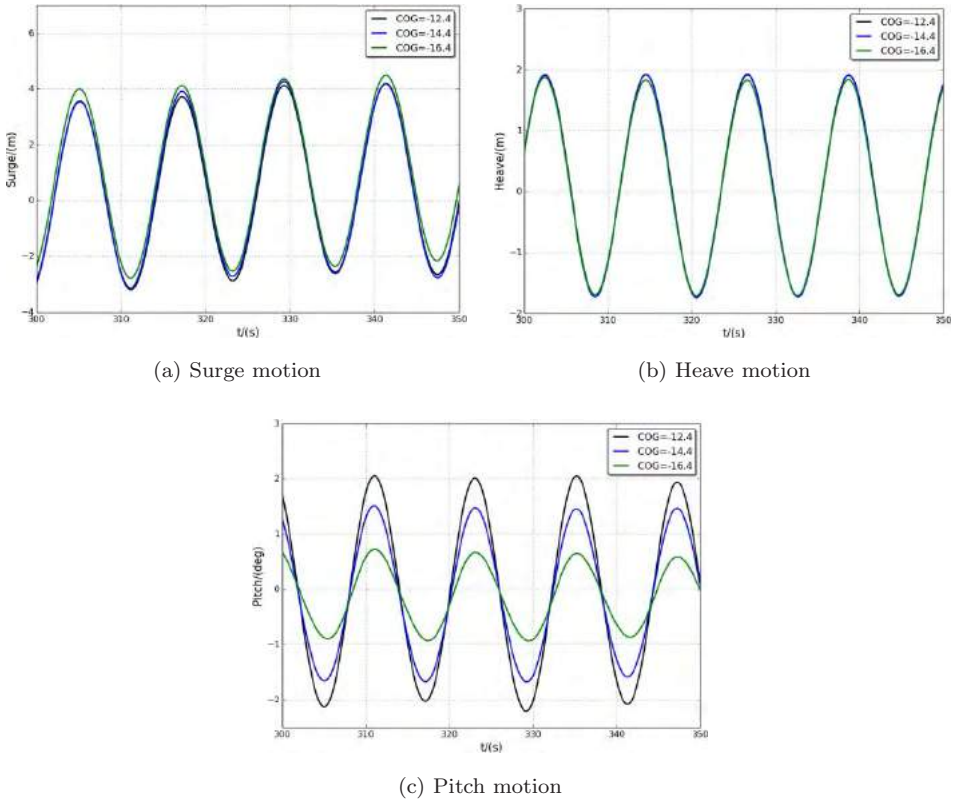 6
4
2
0
−2
−4
Surge/(m)
COG=-12.4
COG=-14.4
COG=-16.4
300 310 320 330 340 350
t/(s)
(a) Surge motion
3
2
1
0
−1
−2
Heave/(m)
COG=-12.4
COG=-14.4
COG=-16.4
300 310 320 330 340 350
t/(s)
(b) Heave motion
3
2
1
0
−1
−2
Pitch/(deg)
COG=-12.4
COG=-14.4
COG=-16.4
300 310 320 330 340 350
t/(s)
(c) Pitch motion